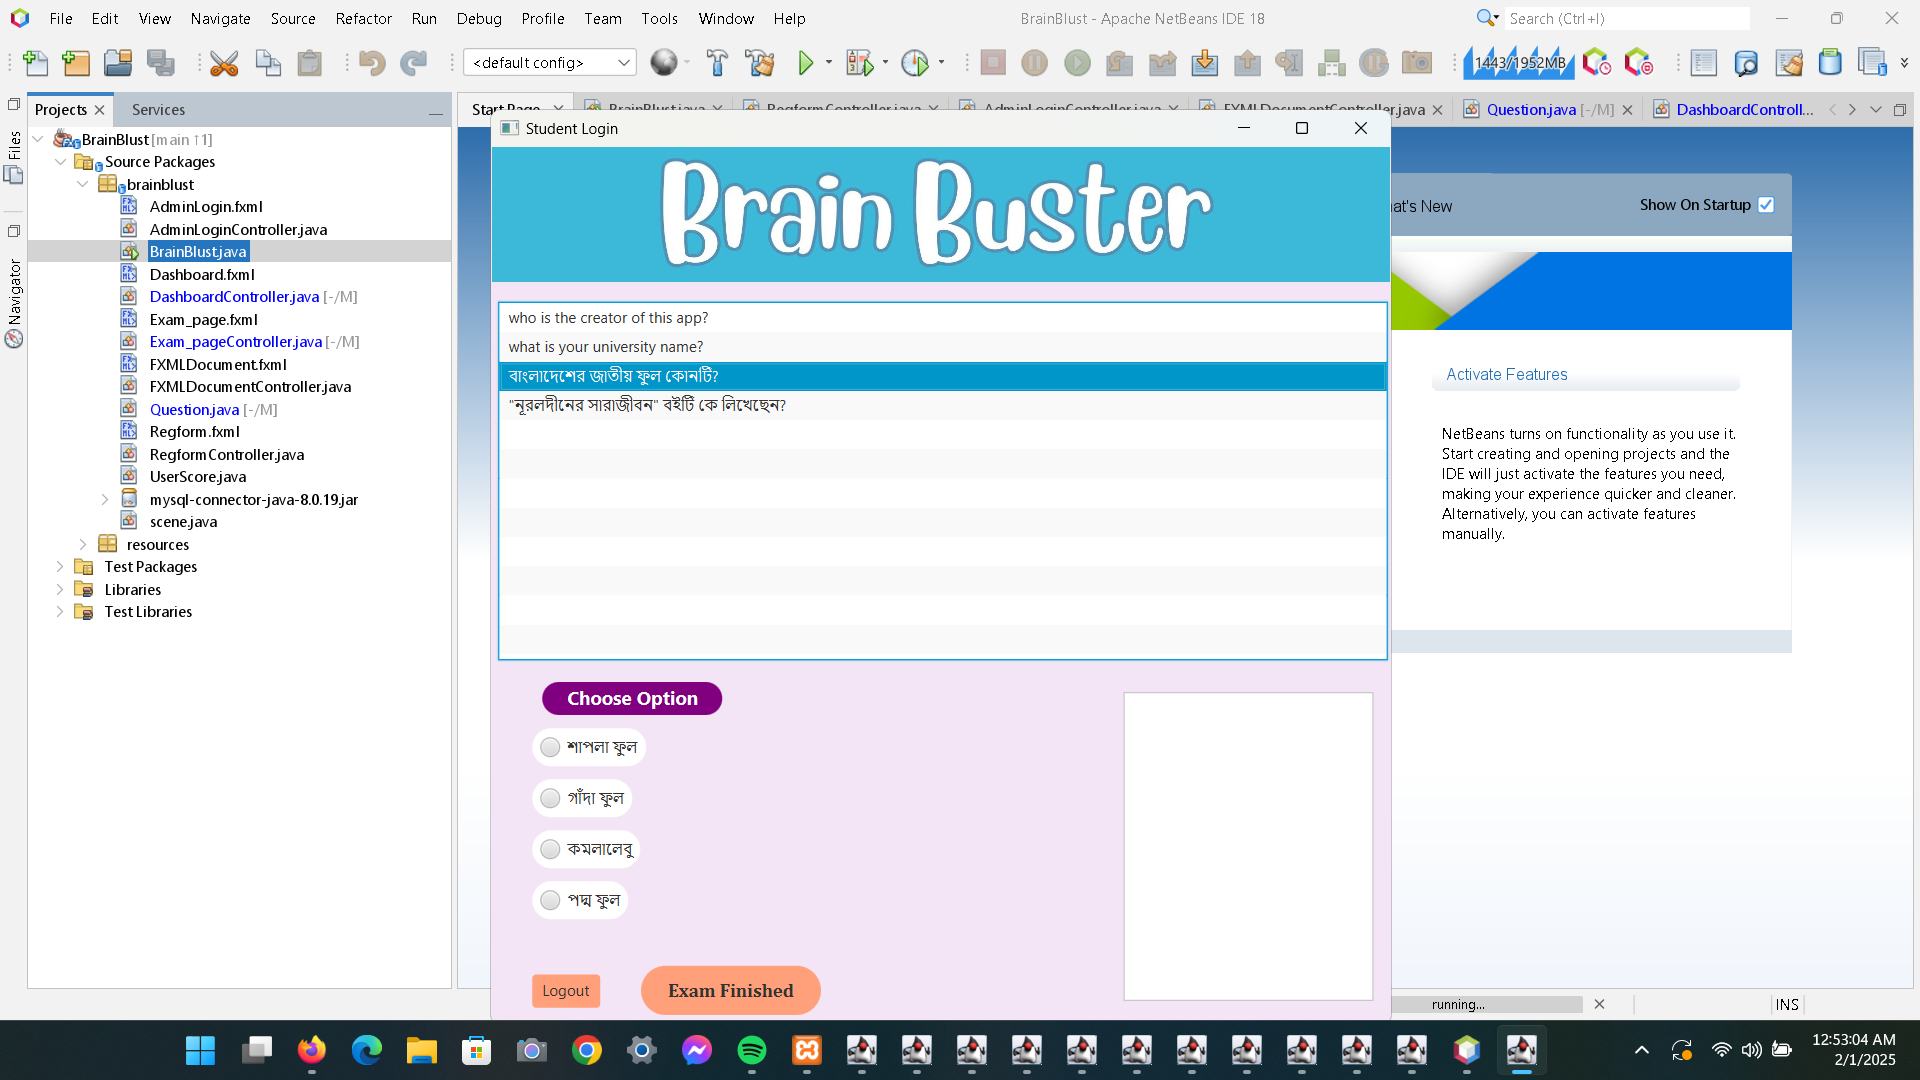 File Edit View Navigate Source Refactor Run Debug Profile Team Tools Window Help
BrainBlust - Apache NetBeans IDE 18
Search (Ctrl+I)
<default config>
1443/1952MB
Projects
Services
Start Page
BrainBlust.java
RegformController.java
AdminLoginController.java
FXMLDocumentController.java
Question.java [-/M]
DashboardControll...
Files
Navigator
BrainBlust [main ↑1]
Source Packages
brainblust
AdminLogin.fxml
AdminLoginController.java
BrainBlust.java
Dashboard.fxml
DashboardController.java [-/M]
Exam_page.fxml
Exam_pageController.java [-/M]
FXMLDocument.fxml
FXMLDocumentController.java
Question.java [-/M]
Regform.fxml
RegformController.java
UserScore.java
mysql-connector-java-8.0.19.jar
scene.java
resources
Test Packages
Libraries
Test Libraries
Student Login
Brain Buster
who is the creator of this app?
what is your university name?
বাংলাদেশের জাতীয় ফুল কোনটি?
"নূরলদীনের সারাজীবন" বইটি কে লিখেছেন?
Choose Option
শাপলা ফুল
গাঁদা ফুল
কমলালেবু
পদ্ম ফুল
Logout
Exam Finished
at's New
Show On Startup
Activate Features
NetBeans turns on functionality as you use it.
Start creating and opening projects and the
IDE will just activate the features you need,
making your experience quicker and cleaner.
Alternatively, you can activate features
manually.
running...
INS
12:53:04 AM
2/1/2025